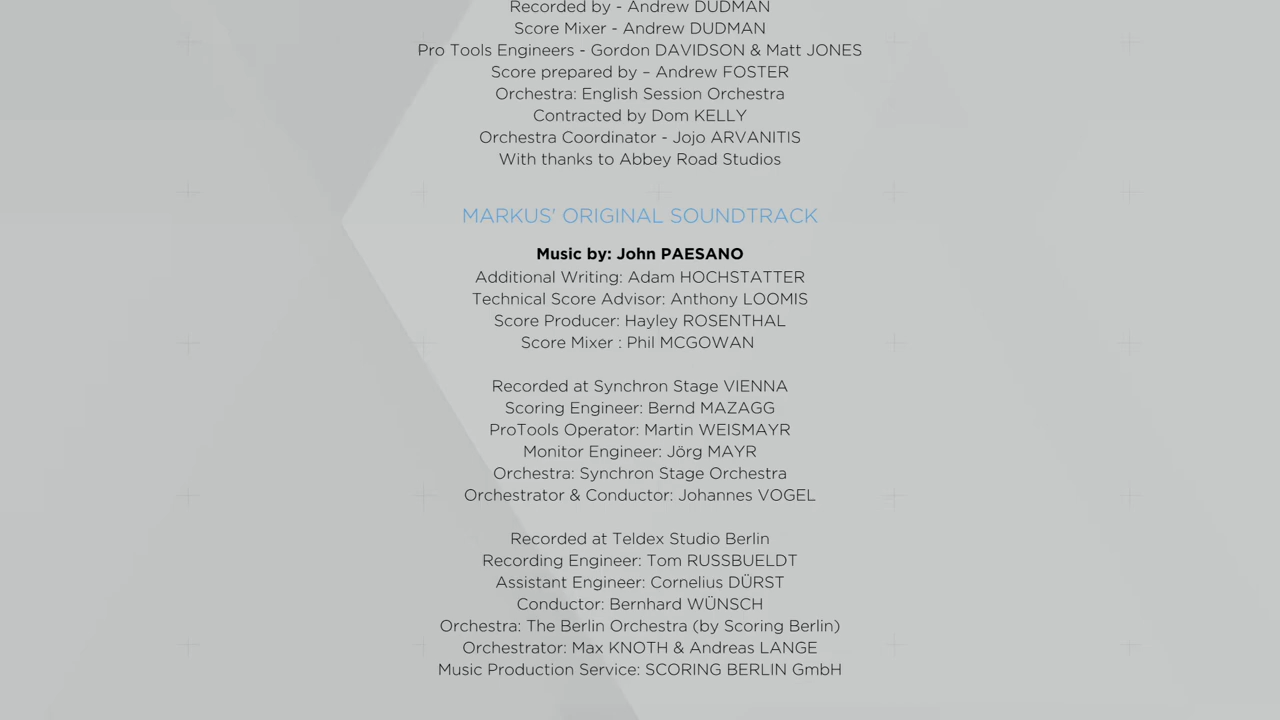 Recorded by - Andrew DUDMAN
Score Mixer - Andrew DUDMAN
Pro Tools Engineers - Gordon DAVIDSON & Matt JONES
Score prepared by – Andrew FOSTER
Orchestra: English Session Orchestra
Contracted by Dom KELLY
Orchestra Coordinator - Jojo ARVANITIS
With thanks to Abbey Road Studios
MARKUS' ORIGINAL SOUNDTRACK
Music by: John PAESANO
Additional Writing: Adam HOCHSTATTER
Technical Score Advisor: Anthony LOOMIS
Score Producer: Hayley ROSENTHAL
Score Mixer : Phil MCGOWAN
Recorded at Synchron Stage VIENNA
Scoring Engineer: Bernd MAZAGG
ProTools Operator: Martin WEISMAYR
Monitor Engineer: Jörg MAYR
Orchestra: Synchron Stage Orchestra
Orchestrator & Conductor: Johannes VOGEL
Recorded at Teldex Studio Berlin
Recording Engineer: Tom RUSSBUELDT
Assistant Engineer: Cornelius DÜRST
Conductor: Bernhard WÜNSCH
Orchestra: The Berlin Orchestra (by Scoring Berlin)
Orchestrator: Max KNOTH & Andreas LANGE
Music Production Service: SCORING BERLIN GmbH